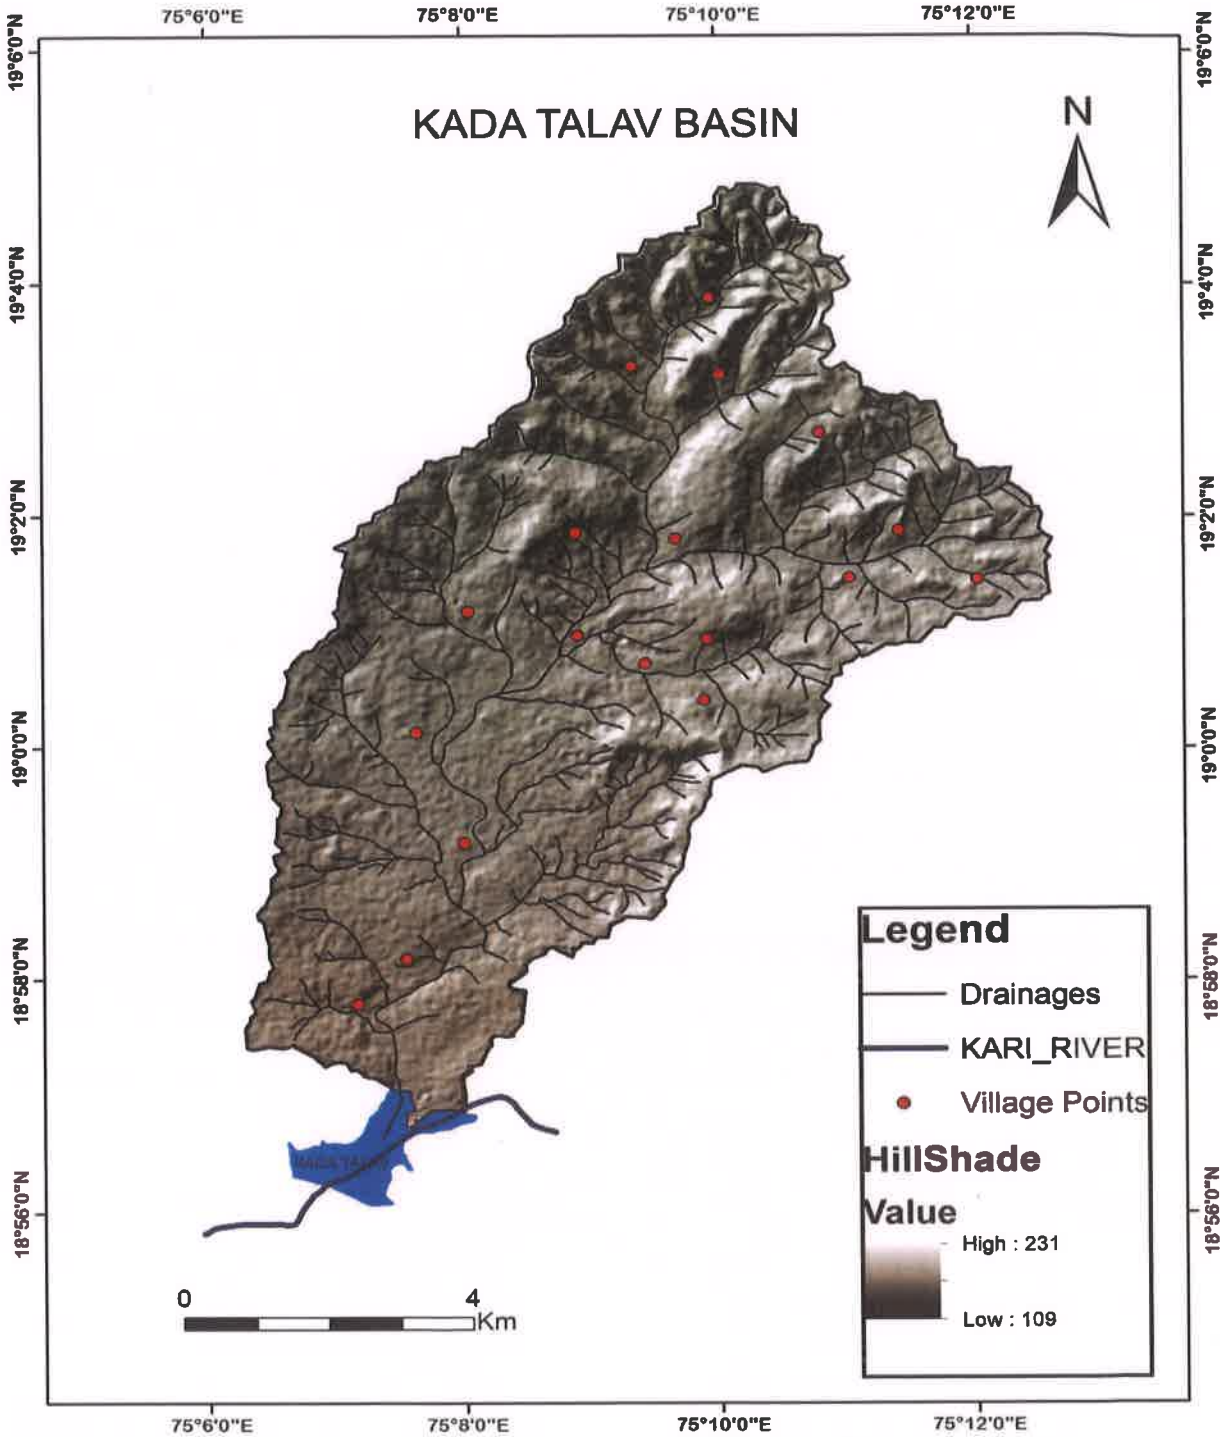 75°6'0"E 75°8'0"E 75°10'0"E 75°12'0"E
19°6'0"N 19°6'0"N
KADA TALAV BASIN
N
19°4'0"N 19°4'0"N
19°2'0"N 19°2'0"N
19°0'0"N 19°0'0"N
Legend
18°58'0"N 18°58'0"N
Drainages
KARI_RIVER
Village Points
HillShade
KADA TALAV
18°56'0"N 18°56'0"N
Value
High : 231
Low : 109
0 4
Km
75°6'0"E 75°8'0"E 75°10'0"E 75°12'0"E